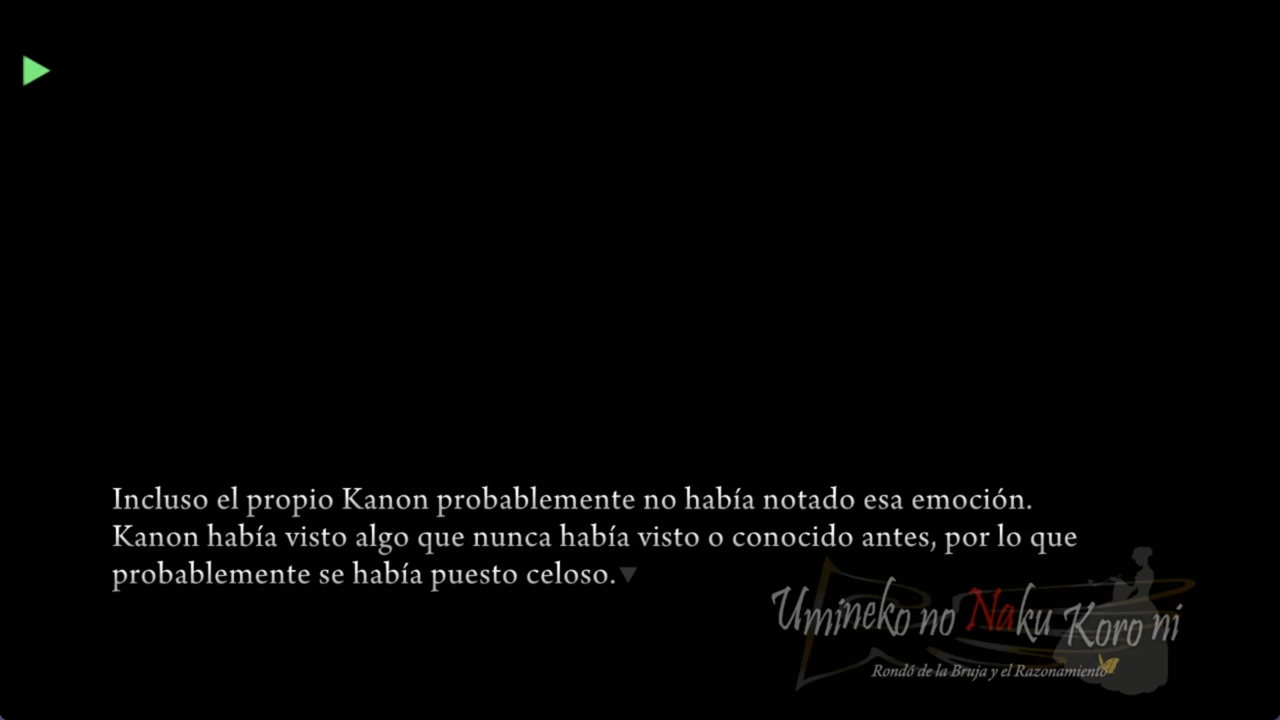 Incluso el propio Kanon probablemente no había notado esa emoción.
Kanon había visto algo que nunca había visto o conocido antes, por lo que
probablemente se había puesto celoso.
Umineko no Naku Koro ni
Rondó de la Bruja y el Razonamiento